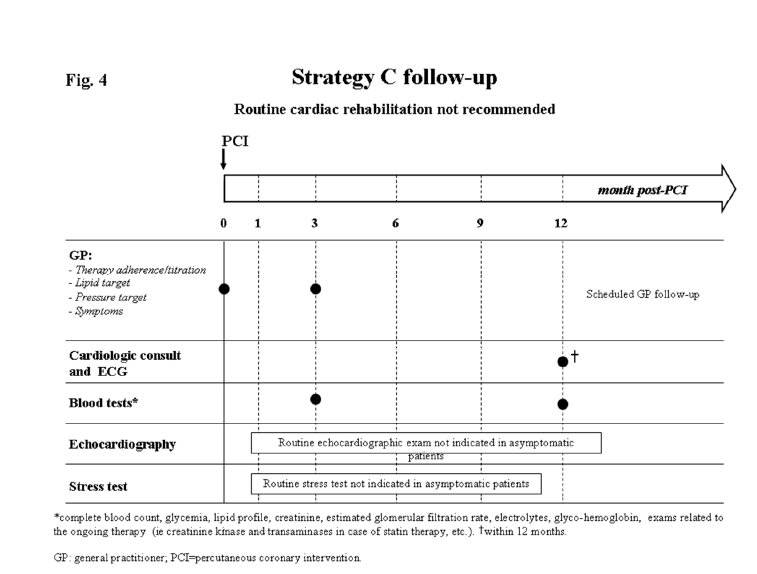 Fig. 4
Strategy C follow-up
Routine cardiac rehabilitation not recommended
PCI
month post-PCI
0 1 3 6 9 12
GP:
- Therapy adherence/titration
- Lipid target
- Pressure target
- Symptoms
Scheduled GP follow-up
Cardiologic consult
and ECG
†
Blood tests*
Echocardiography
Routine echocardiographic exam not indicated in asymptomatic
patients
Stress test
Routine stress test not indicated in asymptomatic patients
*complete blood count, glycemia, lipid profile, creatinine, estimated glomerular filtration rate, electrolytes, glyco-hemoglobin, exams related to
the ongoing therapy (ie creatinine kinase and transaminases in case of statin therapy, etc.). †within 12 months.
GP: general practitioner; PCI=percutaneous coronary intervention.